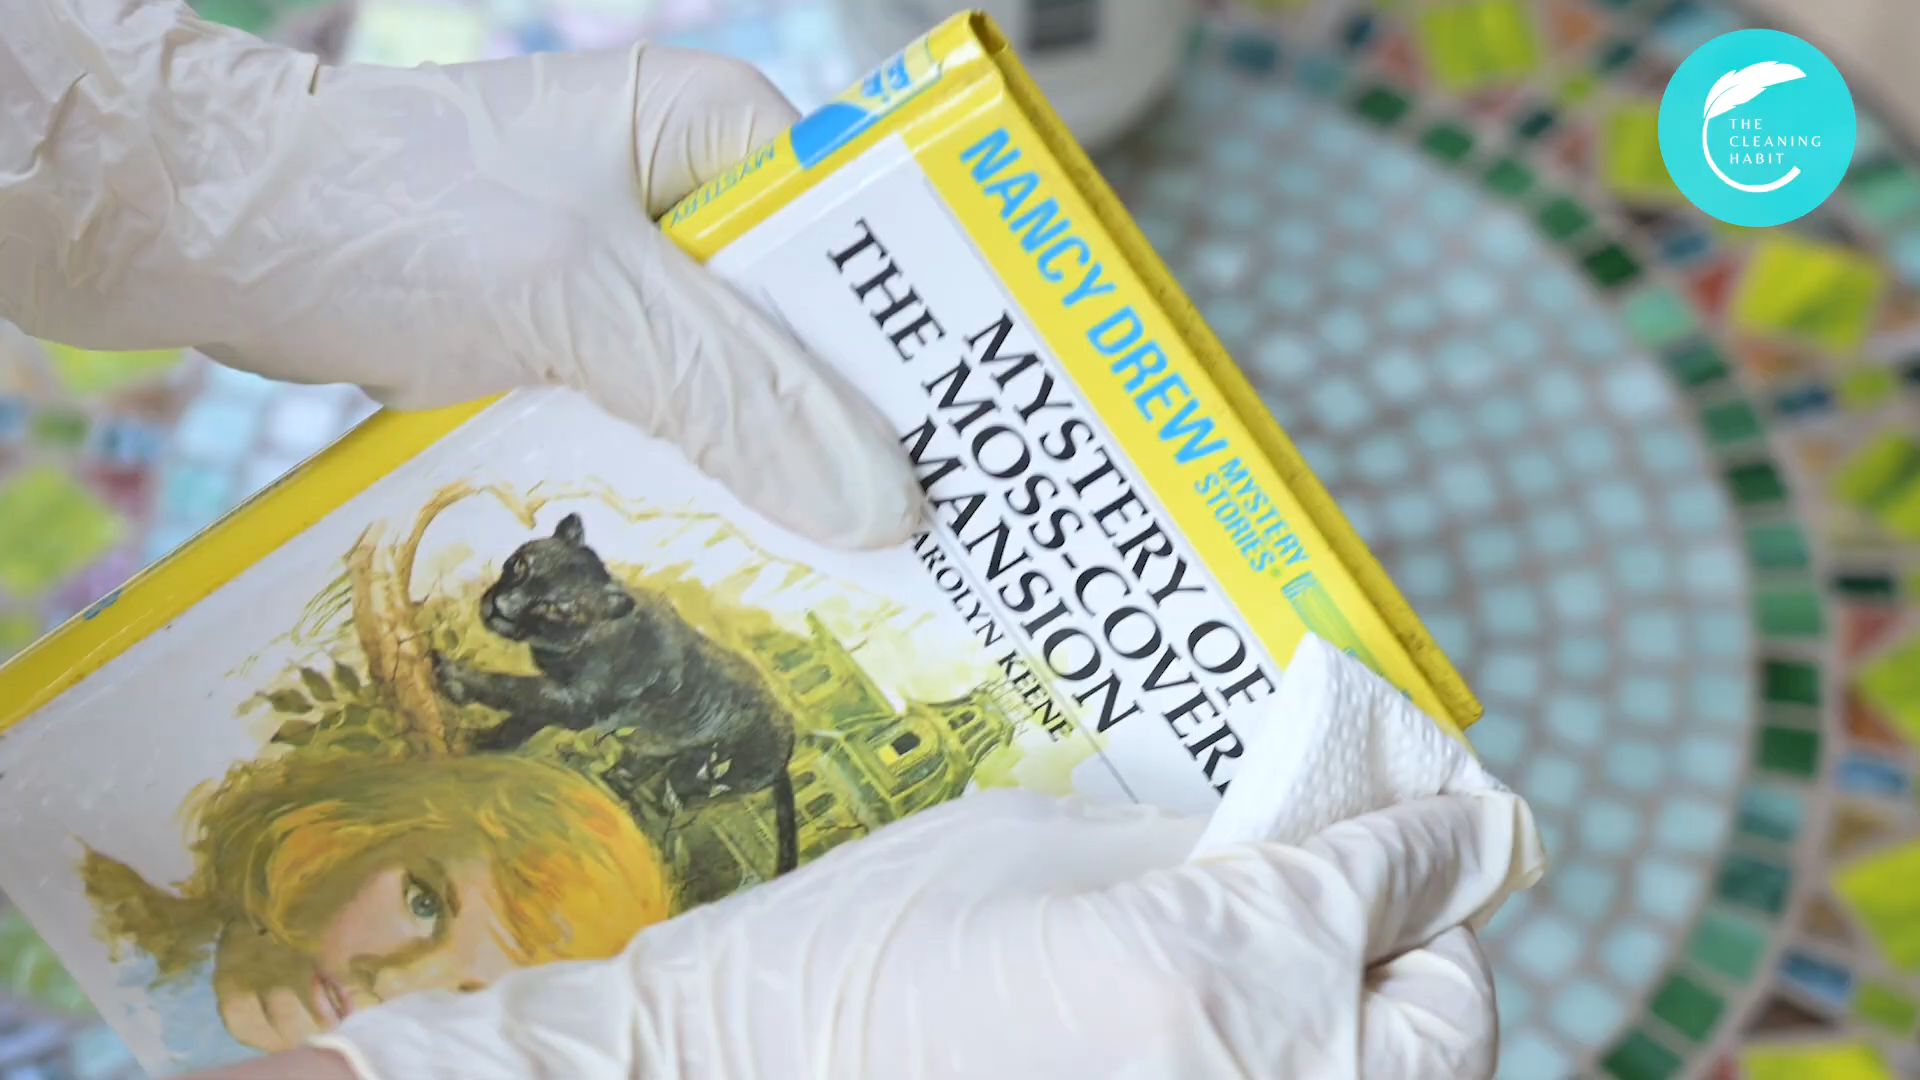 NANCY DREW
MYSTERY
STORIES®
MYSTERY OF
THE MOSS-COVER
MANSION
AROLYN KEENE
MYSTERY
THE
CLEANING
HABIT